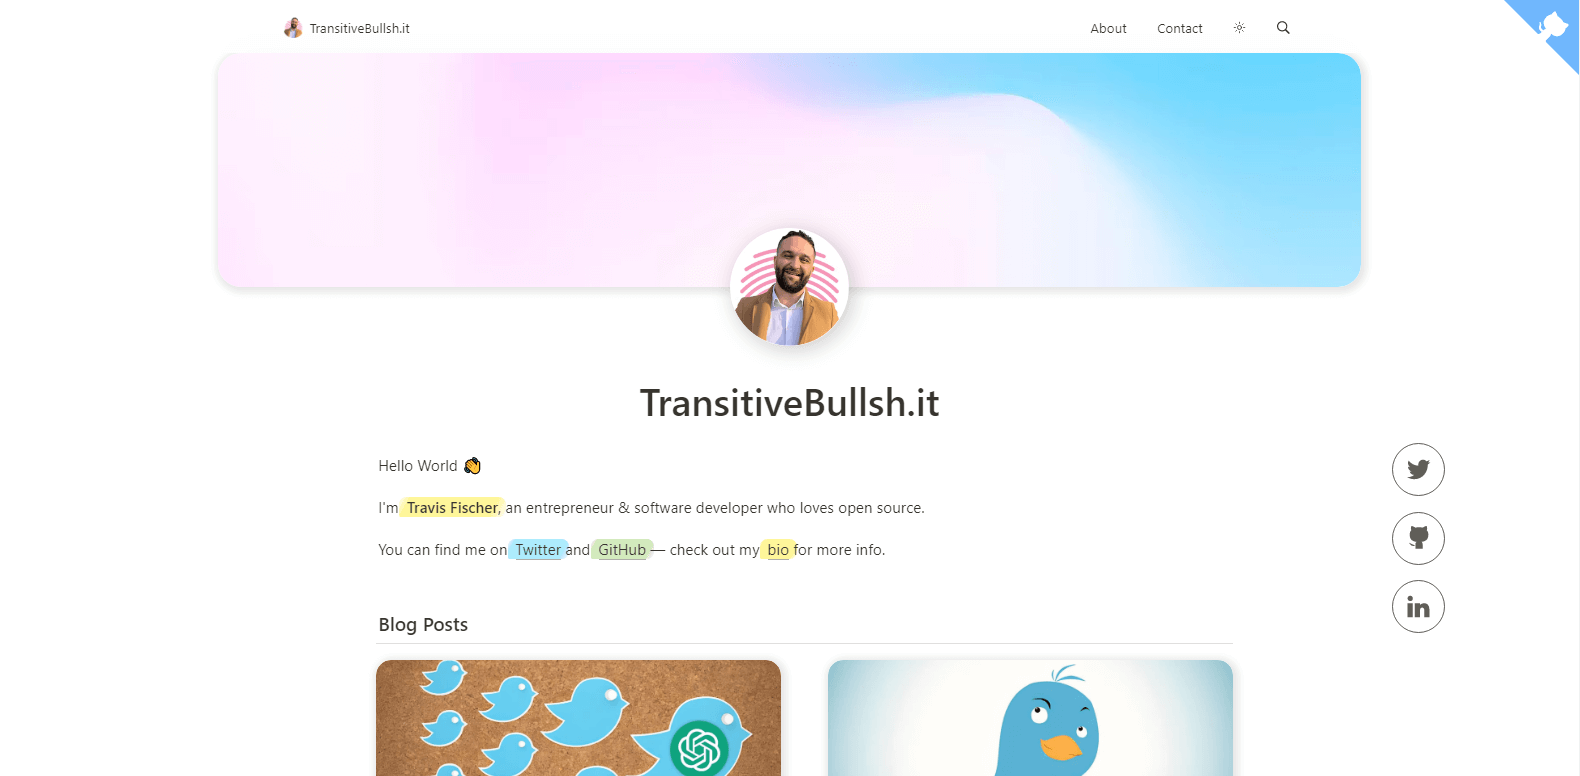 TransitiveBullsh.it
About
Contact
TransitiveBullsh.it
Hello World 👋
I'm Travis Fischer, an entrepreneur & software developer who loves open source.
You can find me on Twitter and GitHub — check out my bio for more info.
Blog Posts